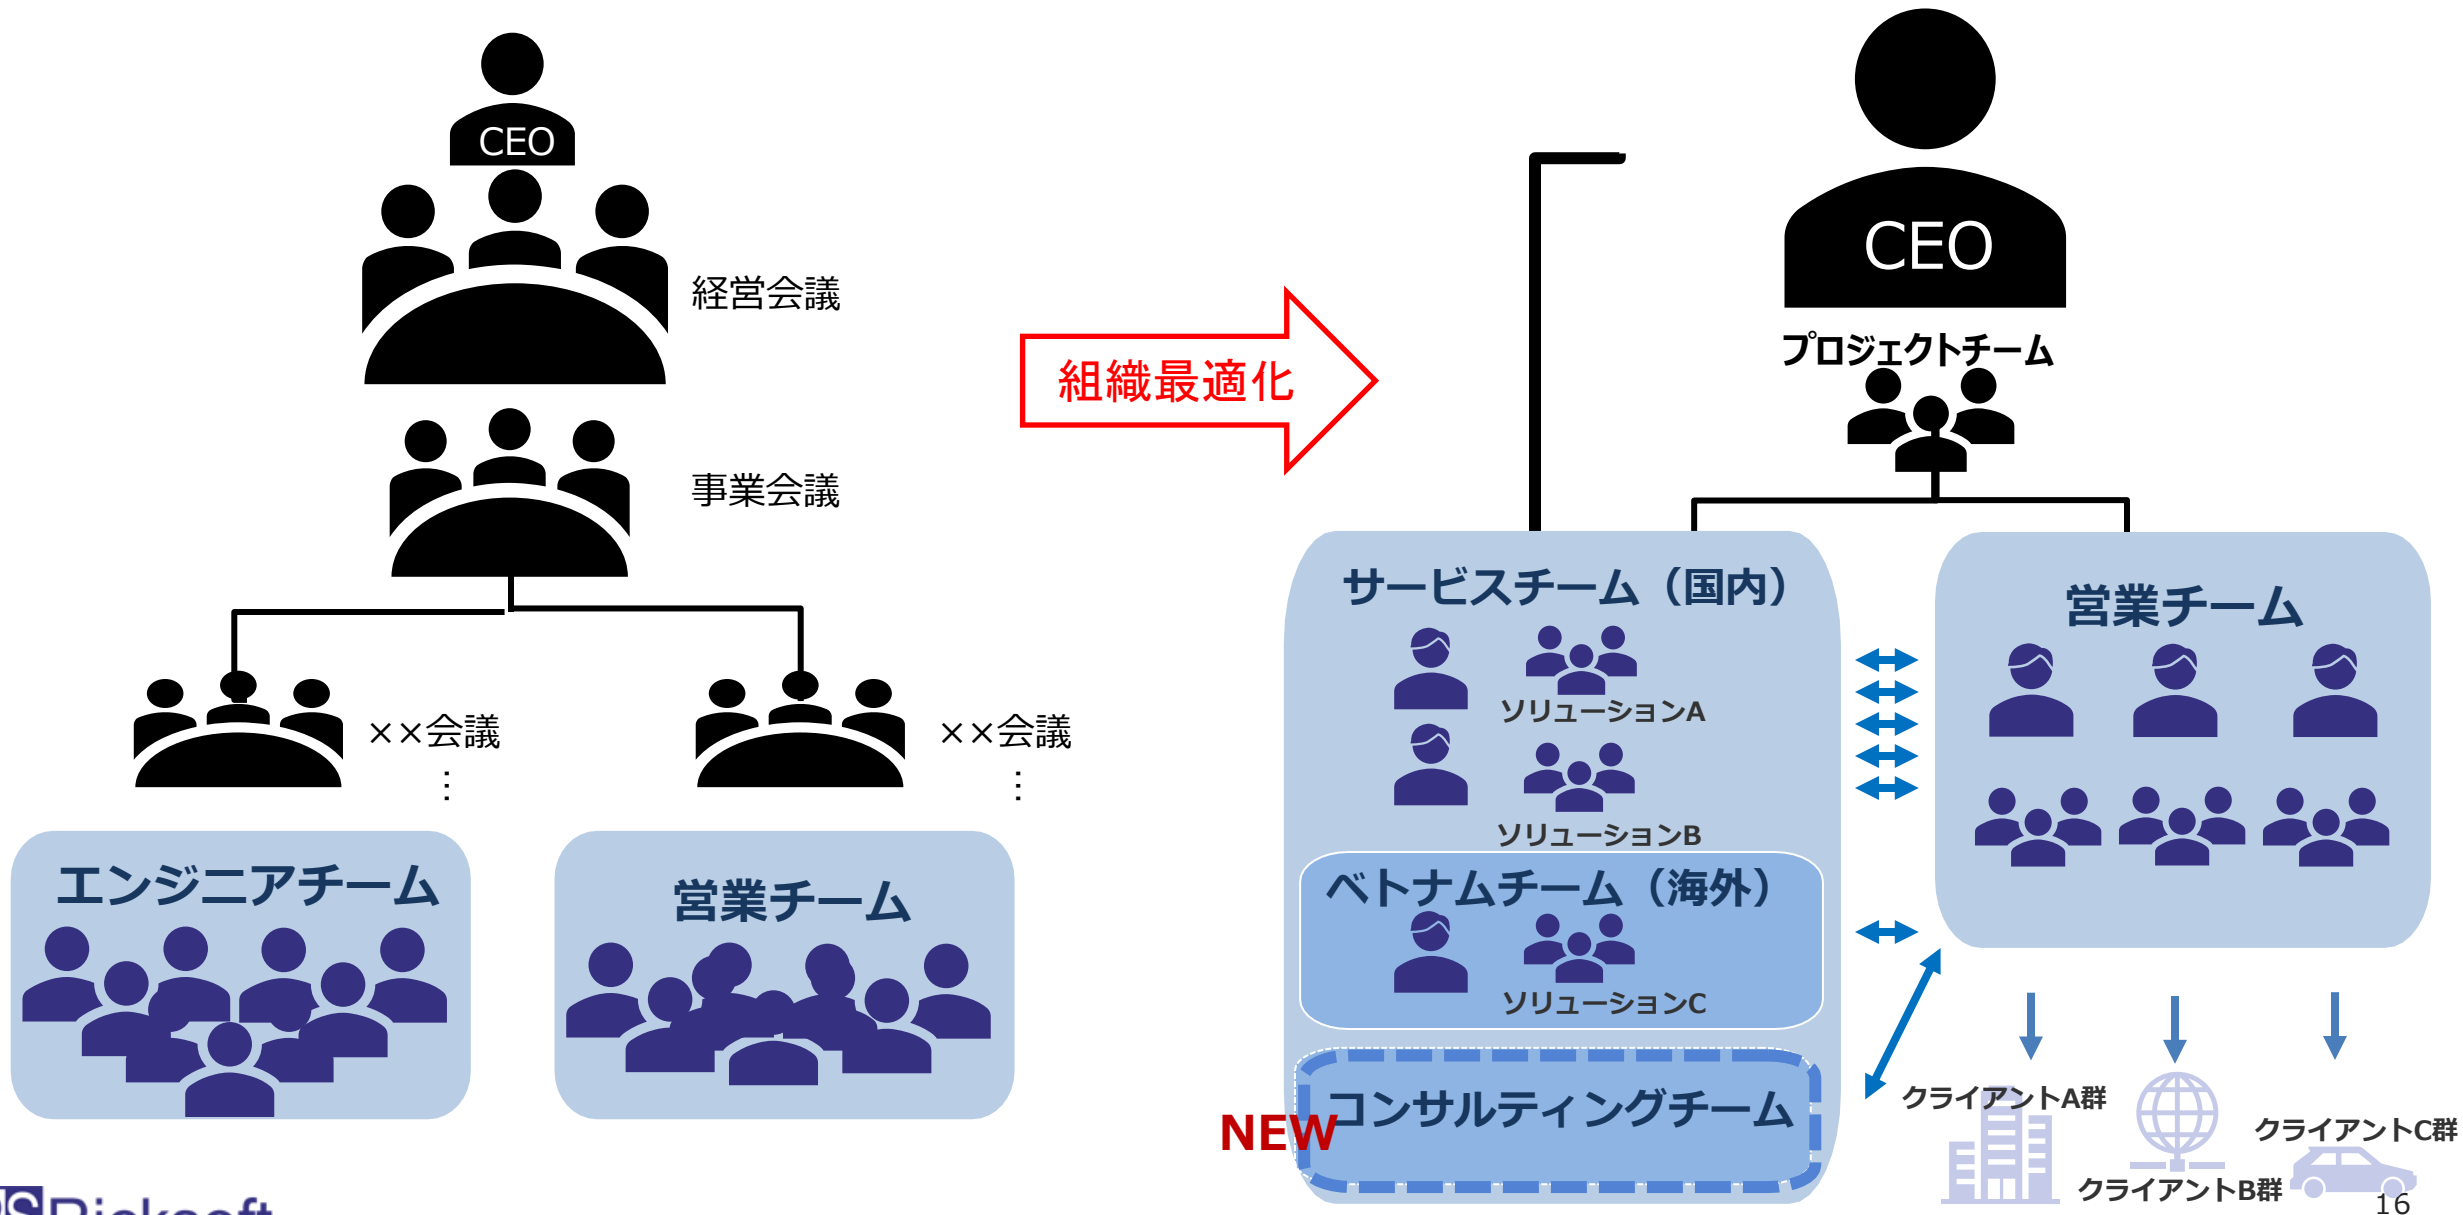 CEO
経営会議
事業会議
××会議
⋮
××会議
⋮
エンジニアチーム
営業チーム
組織最適化
CEO
プロジェクトチーム
サービスチーム（国内）
ソリューションA
ソリューションB
ベトナムチーム（海外）
ソリューションC
NEW
コンサルティングチーム
営業チーム
クライアントA群
クライアントB群
クライアントC群
Ricksoft
16